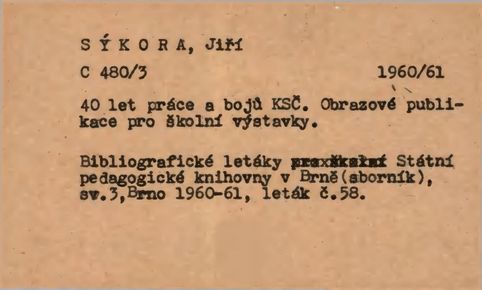 S Ý K O R A, Jiří
C 480/3 1960/61
40 let práce a bojů KSČ. Obrazové publi-
kace pro školní výstavky.
Bibliografické letáky Státní
pedagogické knihovny v Brně(sborník),
sv.3,Brno 1960-61, leták č.58.